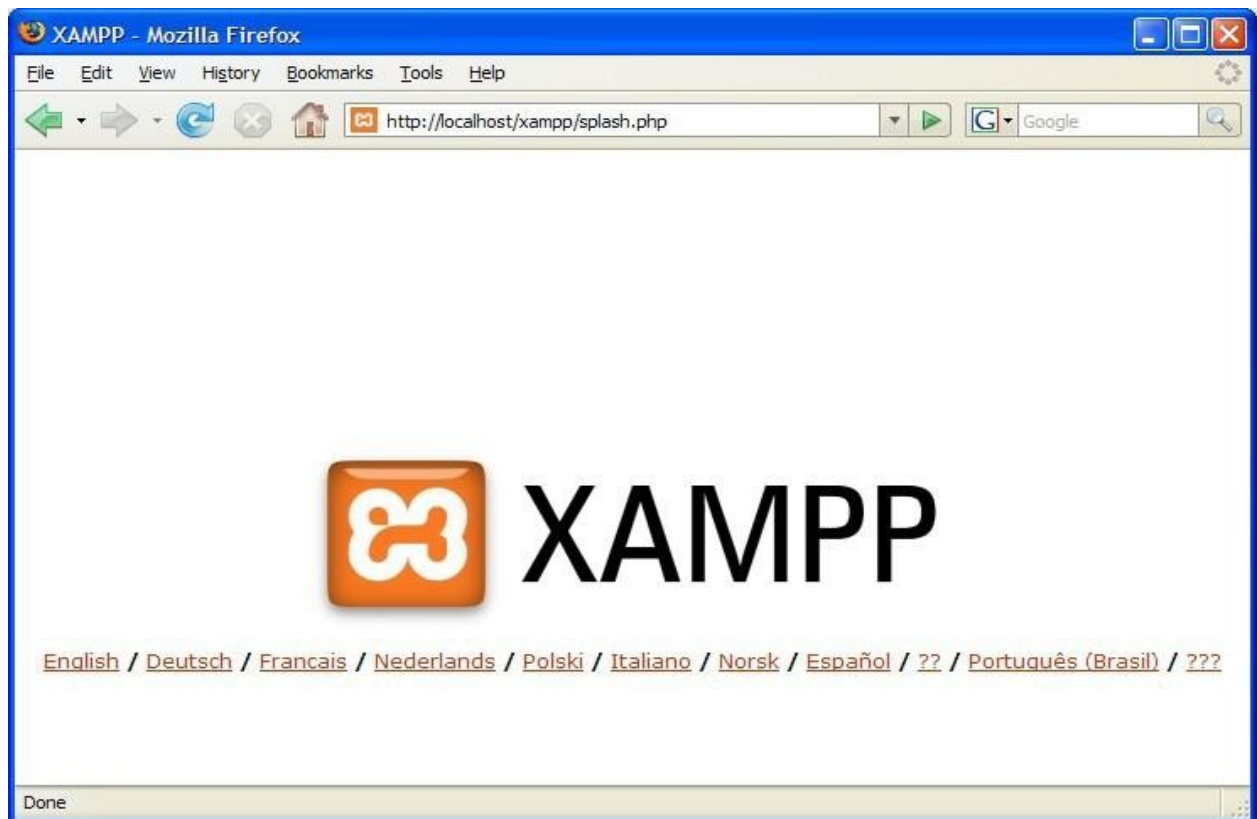 XAMPP - Mozilla Firefox
File Edit View History Bookmarks Tools Help
http://localhost/xampp/splash.php G Google
XAMPP
English / Deutsch / Francais / Nederlands / Polski / Italiano / Norsk / Español / ?? / Português (Brasil) / ???
Done